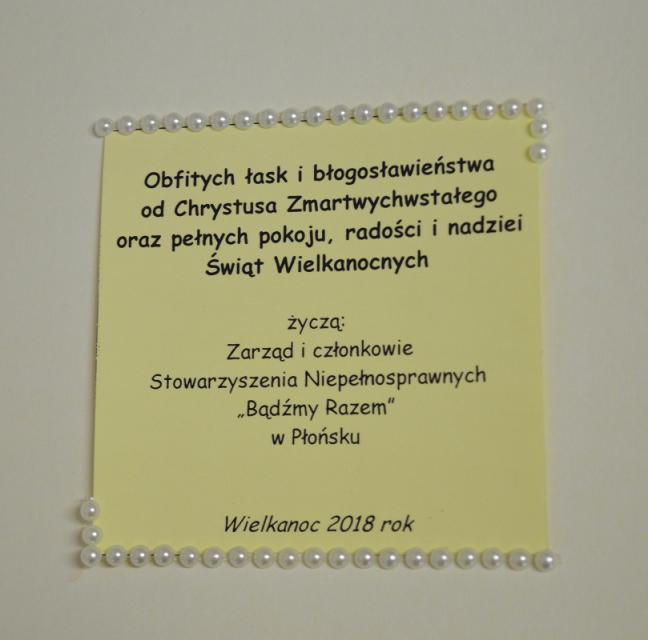 Obfitych łask i błogosławieństwa
od Chrystusa Zmartwychwstałego
oraz pełnych pokoju, radości i nadziei
Świąt Wielkanocnych
życzą:
Zarząd i członkowie
Stowarzyszenia Niepełnosprawnych
„Bądźmy Razem”
w Płońsku
Wielkanoc 2018 rok